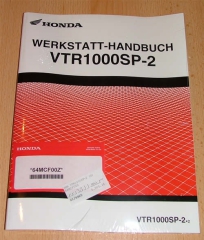 HONDA
WERKSTATT-HANDBUCH
VTR1000SP-2
HONDA
*64MCF00Z*
VTR1000SP-2